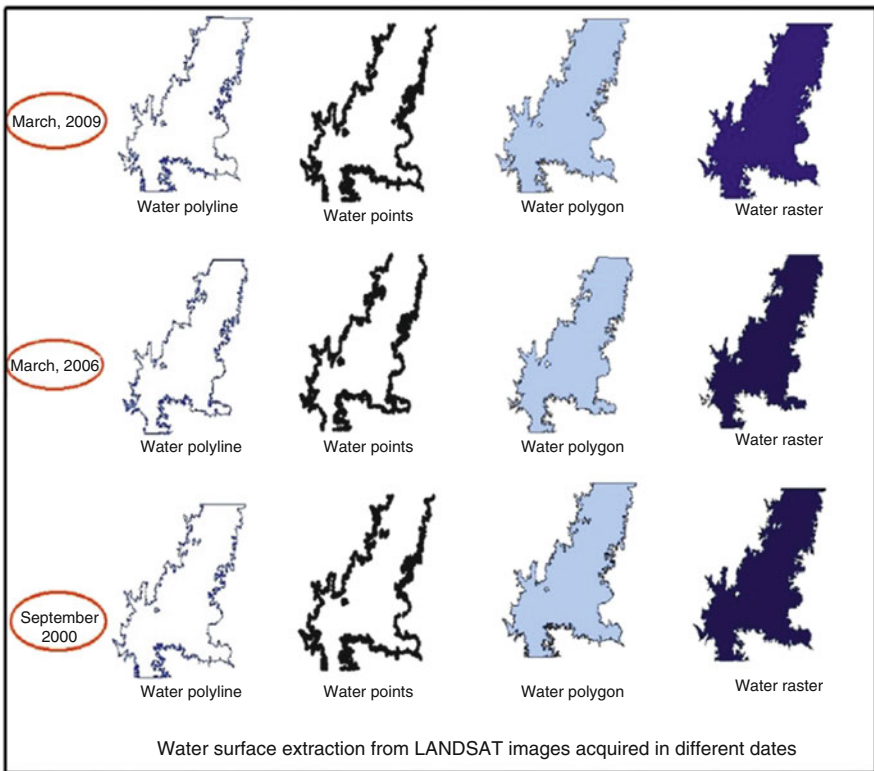 March, 2009
Water polyline
Water points
Water polygon
Water raster
March, 2006
Water polyline
Water points
Water polygon
Water raster
September
2000
Water polyline
Water points
Water polygon
Water raster
Water surface extraction from LANDSAT images acquired in different dates